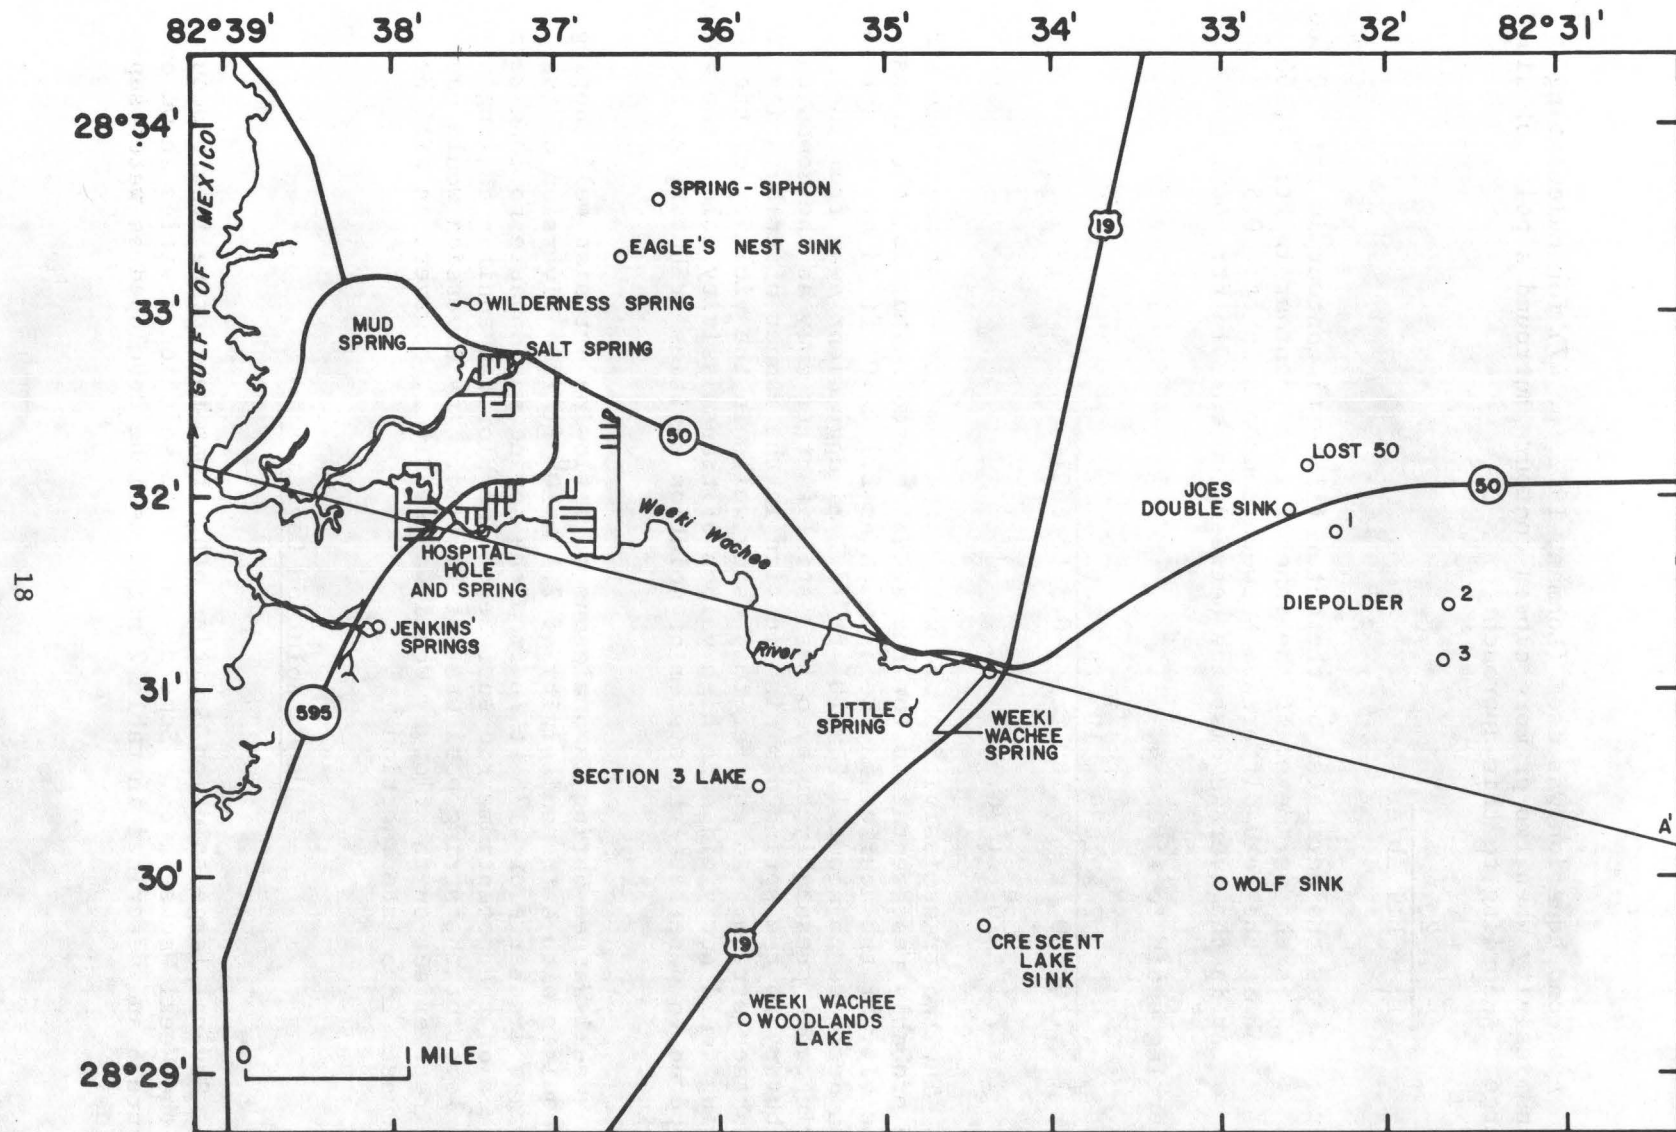 82°39'
38'
37'
36'
35'
34'
33'
32'
82°31'
28°34'
33'
32'
31'
30'
28°29'
GULF OF MEXICO
SPRING-SIPHON
EAGLE'S NEST SINK
WILDERNESS SPRING
MUD
SPRING
SALT SPRING
19
50
A
Weeki Wachee
River
LOST 50
JOES
DOUBLE SINK
50
1
2
DIEPOLDER
3
HOSPITAL
HOLE
AND SPRING
JENKINS'
SPRINGS
595
LITTLE
SPRING
WEEKI
WACHEE
SPRING
SECTION 3 LAKE
A'
WOLF SINK
CRESCENT
LAKE
SINK
19
WEEKI WACHEE
WOODLANDS
LAKE
0 1 MILE
18